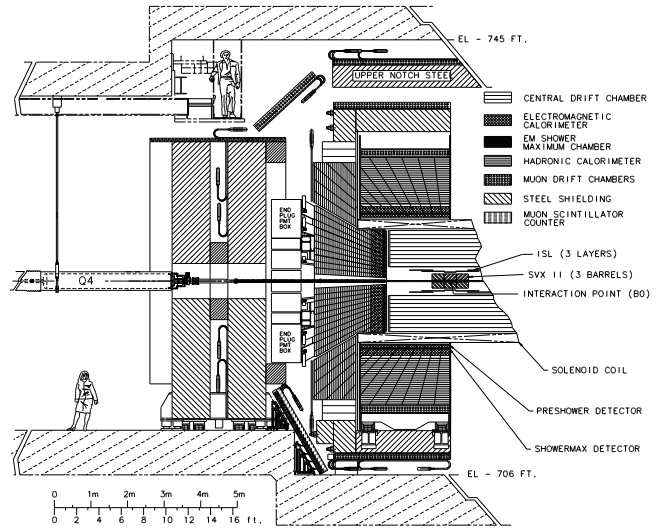 EL - 745 FT.
UPPER NOTCH STEEL
CENTRAL DRIFT CHAMBER
ELECTROMAGNETIC
CALORIMETER
EM SHOWER
MAXIMUM CHAMBER
HADRONIC CALORIMETER
MUON DRIFT CHAMBERS
STEEL SHIELDING
MUON SCINTILLATOR
COUNTER
END
PLUG
PMT
BOX
ISL (3 LAYERS)
Q4
SVX II (3 BARRELS)
INTERACTION POINT (B0)
END
PLUG
PMT
BOX
SOLENOID COIL
PRESHOWER DETECTOR
SHOWERMAX DETECTOR
EL - 706 FT.
0 1m 2m 3m 4m 5m
0 2 4 6 8 10 12 14 16 ft.